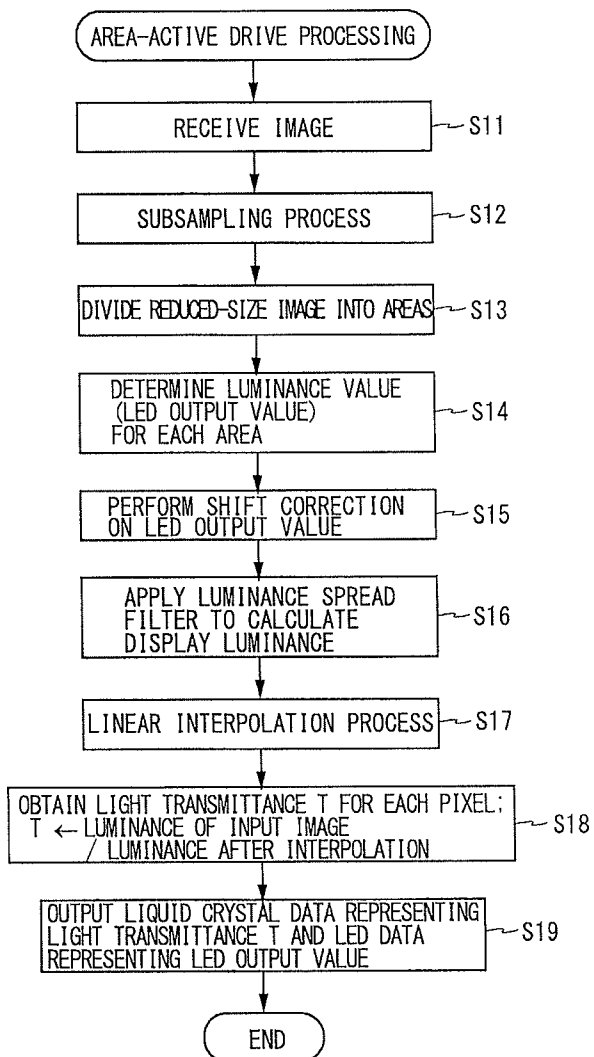 AREA-ACTIVE DRIVE PROCESSING
RECEIVE IMAGE
S11
SUBSAMPLING PROCESS
S12
DIVIDE REDUCED-SIZE IMAGE INTO AREAS
S13
DETERMINE LUMINANCE VALUE
(LED OUTPUT VALUE)
FOR EACH AREA
S14
PERFORM SHIFT CORRECTION
ON LED OUTPUT VALUE
S15
APPLY LUMINANCE SPREAD
FILTER TO CALCULATE
DISPLAY LUMINANCE
S16
LINEAR INTERPOLATION PROCESS
S17
OBTAIN LIGHT TRANSMITTANCE T FOR EACH PIXEL:
T ← LUMINANCE OF INPUT IMAGE
/ LUMINANCE AFTER INTERPOLATION
S18
OUTPUT LIQUID CRYSTAL DATA REPRESENTING
LIGHT TRANSMITTANCE T AND LED DATA
REPRESENTING LED OUTPUT VALUE
S19
END